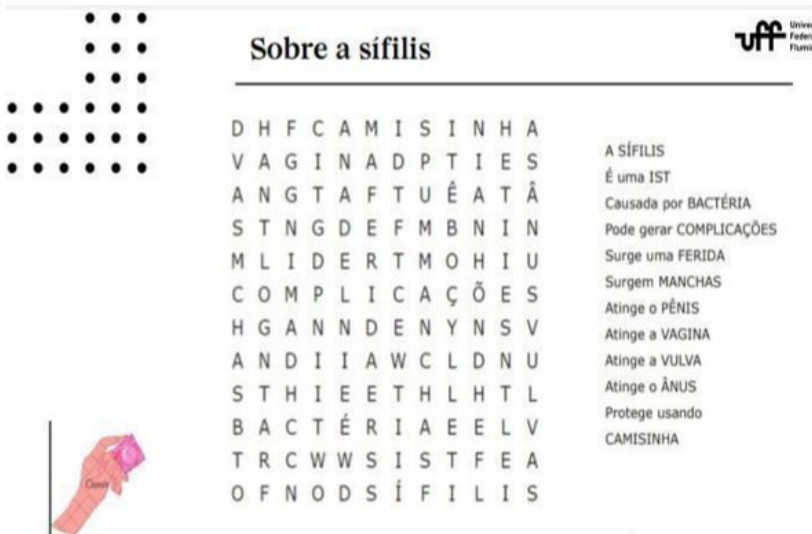 Sobre a sífilis
uff
D H F C A M I S I N H A
V A G I N A D P T I E S
A N G T A F T U Ê A T Â
S T N G D E F M B N I N
M L I D E R T M O H I U
C O M P L I C A Ç Õ E S
H G A N N D E N Y N S V
A N D I I A W C L D N U
S T H I E E T H L H T L
B A C T É R I A E E L V
T R C W W S I S T F E A
O F N O D S Í F I L I S
A SÍFILIS
É uma IST
Causada por BACTÉRIA
Pode gerar COMPLICAÇÕES
Surge uma FERIDA
Surgem MANCHAS
Atinge o PÊNIS
Atinge a VAGINA
Atinge a VULVA
Atinge o ÂNUS
Protege usando
CAMISINHA